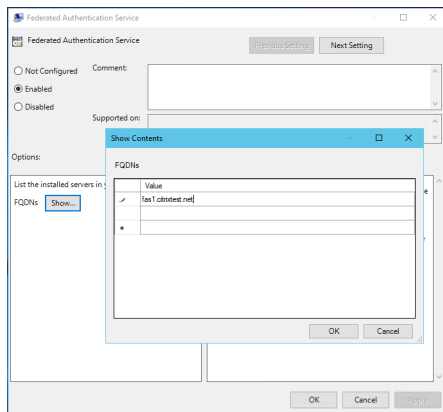 Federated Authentication Service
Federated Authentication Service
Previous Setting
Next Setting
Not Configured
Comment:
Enabled
Disabled
Supported on:
Options:
List the installed servers in
FQDNs
Show...
Show Contents
FQDNs
Value
fas1.citrixtest.net
OK
Cancel
OK
Cancel
Apply